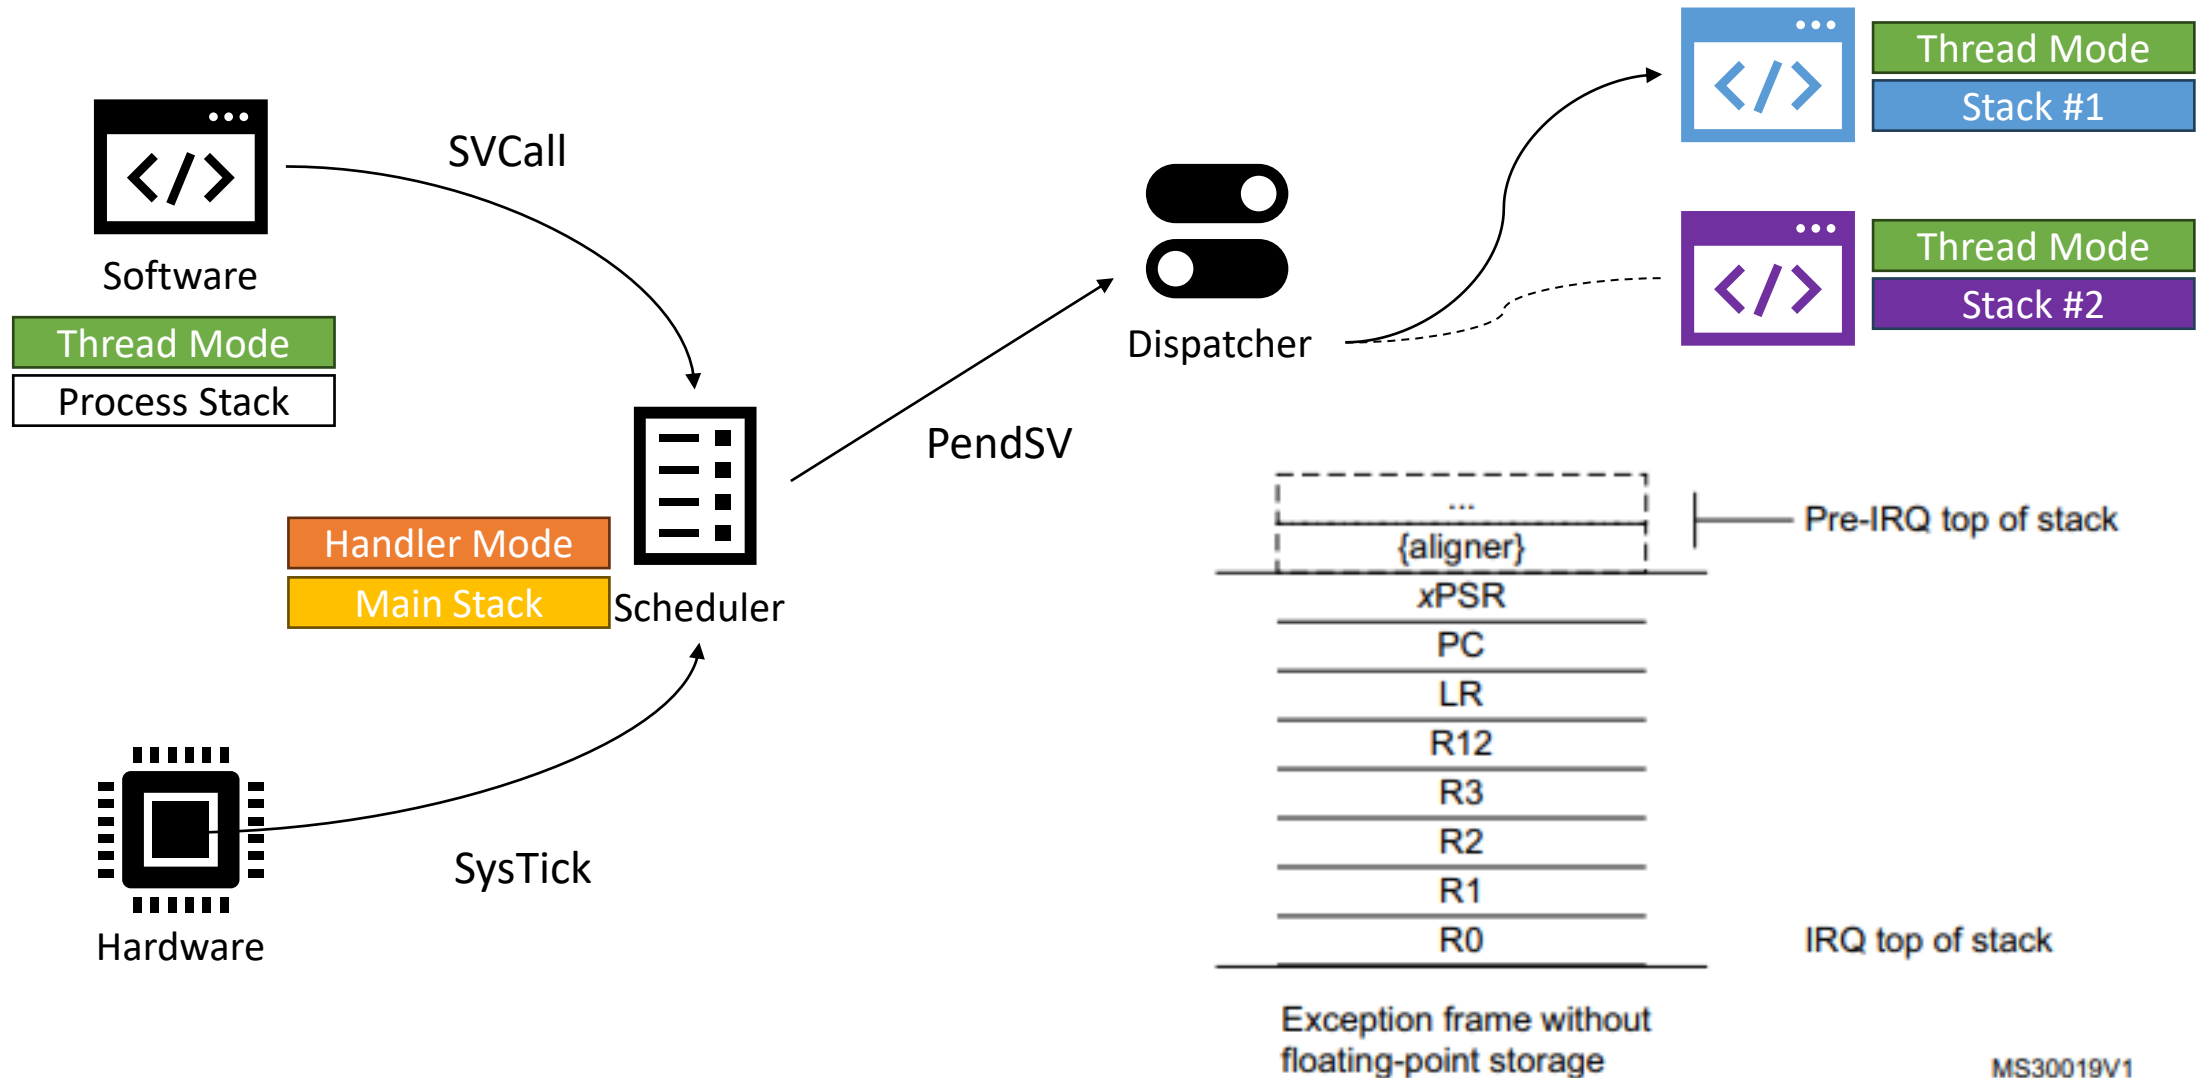 SVCall
Software
Thread Mode
Process Stack
Handler Mode
Main Stack
Scheduler
SysTick
Hardware
PendSV
Dispatcher
Thread Mode
Stack #1
Thread Mode
Stack #2
...
{aligner}
Pre-IRQ top of stack
xPSR
PC
LR
R12
R3
R2
R1
R0
IRQ top of stack
Exception frame without
floating-point storage
MS30019V1